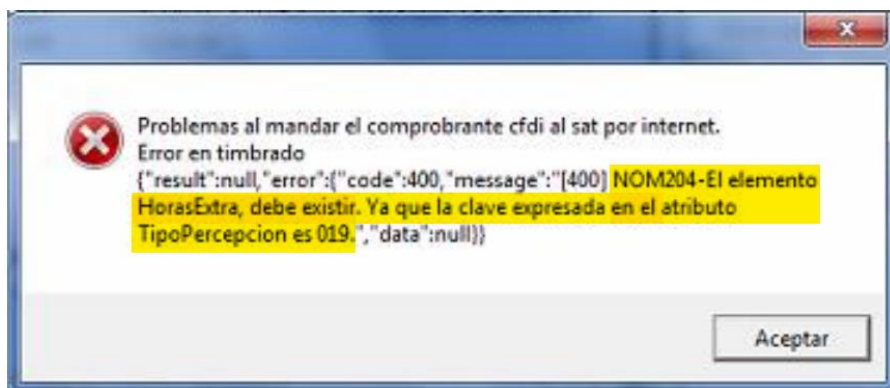 Problemas al mandar el comprobrante cfdi al sat por internet.
Error en timbrado
{"result":null,"error":{"code":400,"message":"[400] NOM204-El elemento
HorasExtra, debe existir. Ya que la clave expresada en el atributo
TipoPercepcion es 019.","data":null}}
Aceptar